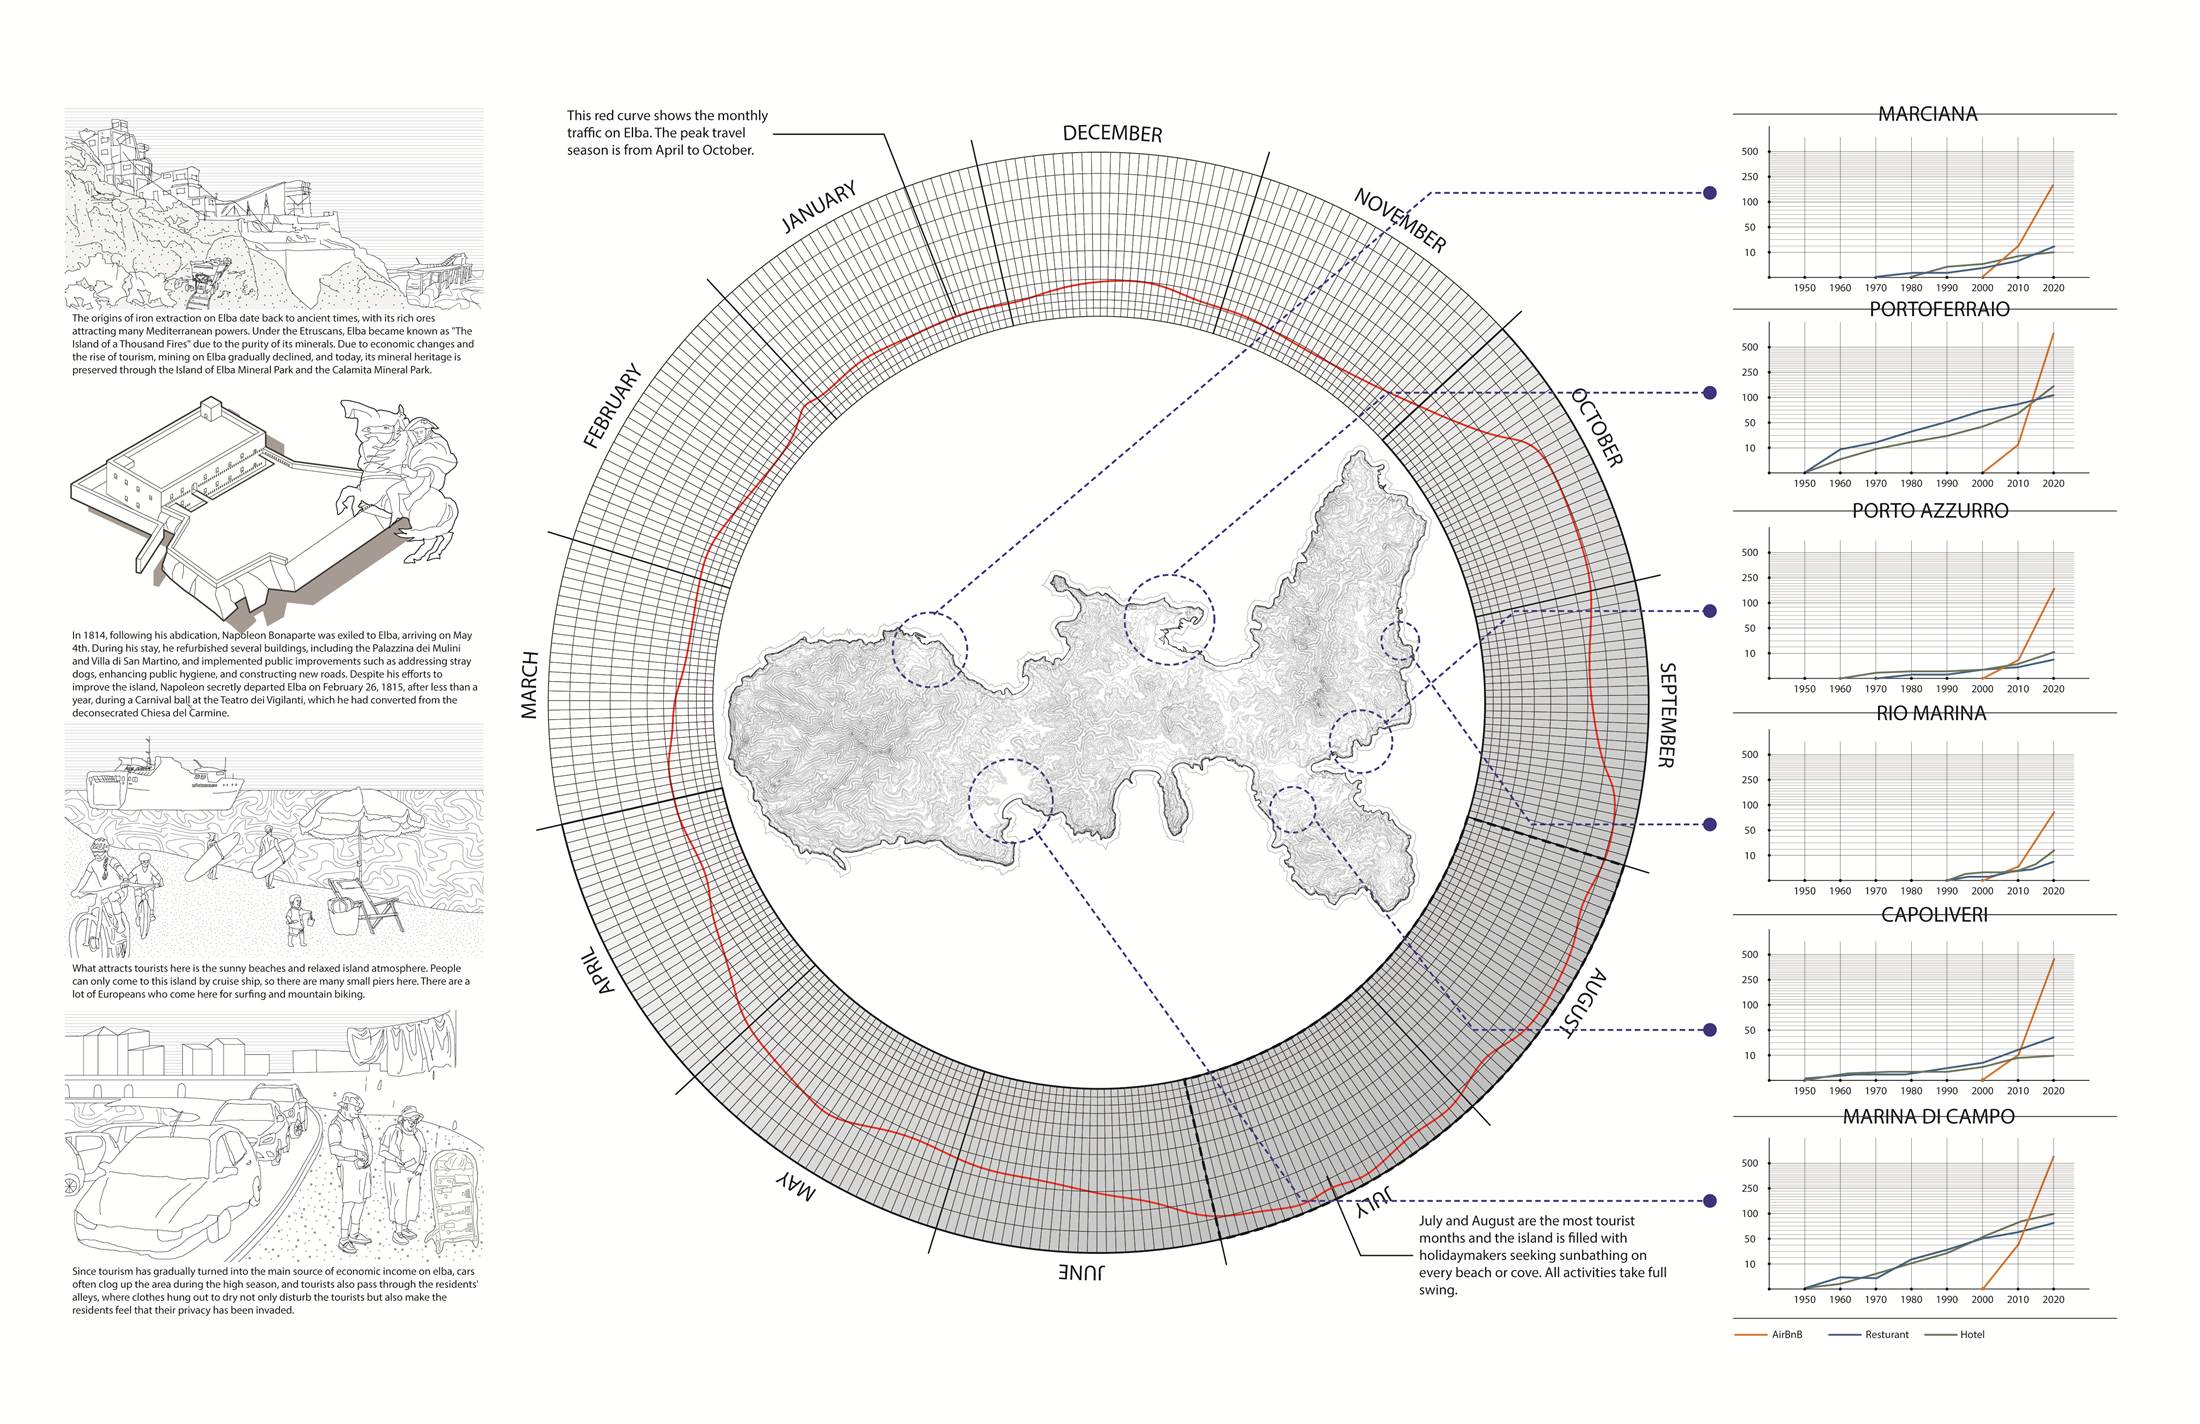 The origins of iron extraction on Elba date back to ancient times, with its rich ores
attracting many Mediterranean powers. Under the Etruscans, Elba became known as "The
Island of a Thousand Fires" due to the purity of its minerals. Due to economic changes and
the rise of tourism, mining on Elba gradually declined, and today, its mineral heritage is
preserved through the Island of Elba Mineral Park and the Calamita Mineral Park.
In 1814, following his abdication, Napoleon Bonaparte was exiled to Elba, arriving on May
4th. During his stay, he refurbished several buildings, including the Palazzina dei Mulini
and Villa di San Martino, and implemented public improvements such as addressing stray
dogs, enhancing public hygiene, and constructing new roads. Despite his efforts to
improve the island, Napoleon secretly departed Elba on February 26, 1815, after less than a
year, during a Carnival ball at the Teatro dei Vigilanti, which he had converted from the
deconsecrated Chiesa del Carmine.
What attracts tourists here is the sunny beaches and relaxed island atmosphere. People
can only come to this island by cruise ship, so there are many small piers here. There are a
lot of Europeans who come here for surfing and mountain biking.
Since tourism has gradually turned into the main source of economic income on elba, cars
often clog up the area during the high season, and tourists also pass through the residents'
alleys, where clothes hung out to dry not only disturb the tourists but also make the
residents feel that their privacy has been invaded.
This red curve shows the monthly
traffic on Elba. The peak travel
season is from April to October.
DECEMBER
NOVEMBER
OCTOBER
SEPTEMBER
AUGUST
JULY
JUNE
MAY
APRIL
MARCH
FEBRUARY
JANUARY
July and August are the most tourist
months and the island is filled with
holidaymakers seeking sunbathing on
every beach or cove. All activities take full
swing.
MARCIANA
500
250
100
50
10
1950 1960 1970 1980 1990 2000 2010 2020
PORTOFERRAIO
500
250
100
50
10
1950 1960 1970 1980 1990 2000 2010 2020
PORTO AZZURRO
500
250
100
50
10
1950 1960 1970 1980 1990 2000 2010 2020
RIO MARINA
500
250
100
50
10
1950 1960 1970 1980 1990 2000 2010 2020
CAPOLIVERI
500
250
100
50
10
1950 1960 1970 1980 1990 2000 2010 2020
MARINA DI CAMPO
500
250
100
50
10
1950 1960 1970 1980 1990 2000 2010 2020
AirBnB Resturant Hotel